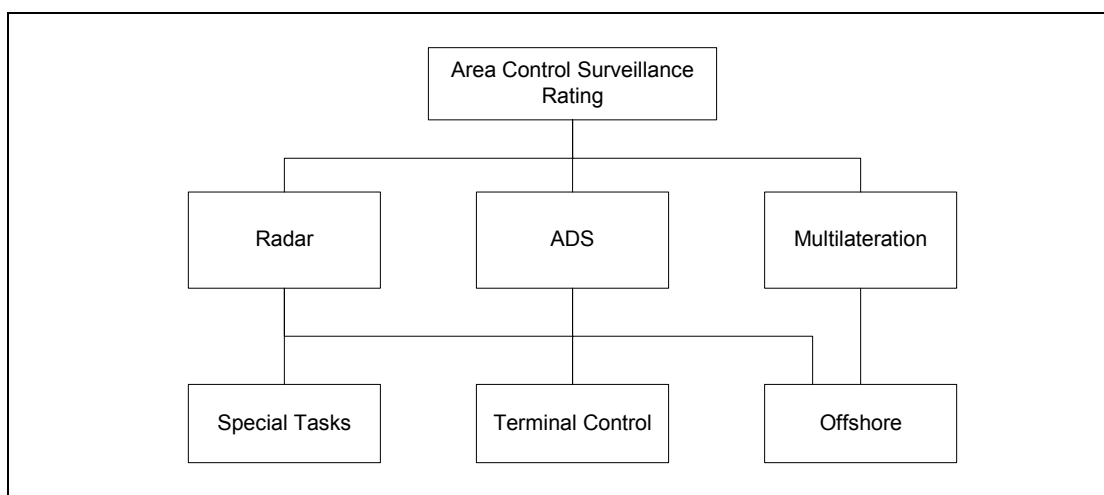 Area Control Surveillance
Rating
Radar
ADS
Multilateration
Special Tasks
Terminal Control
Offshore